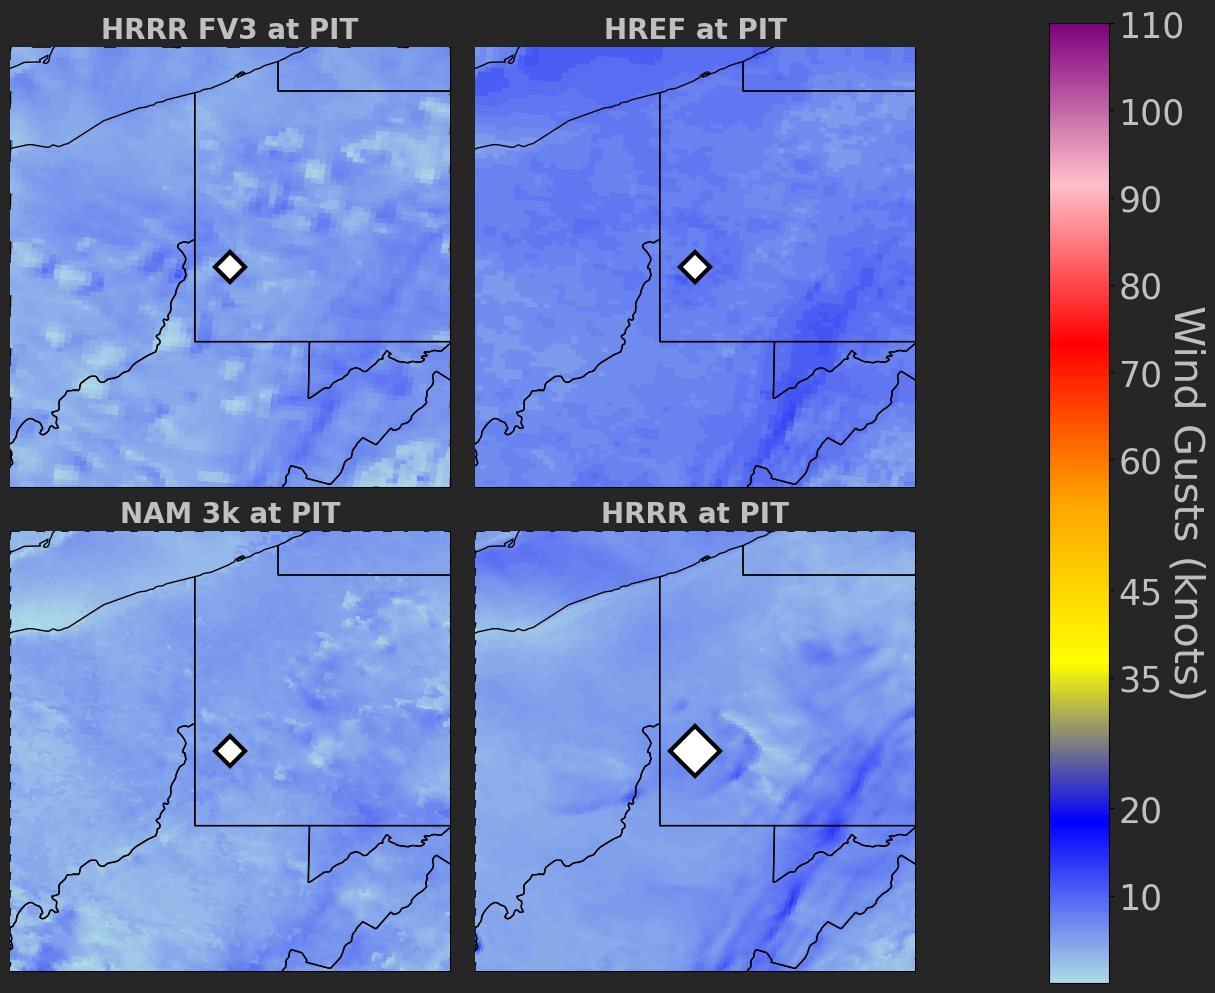 HRRR FV3 at PIT
HREF at PIT
NAM 3k at PIT
HRRR at PIT
110
100
90
80
70
60
45
35
20
10
Wind Gusts (knots)